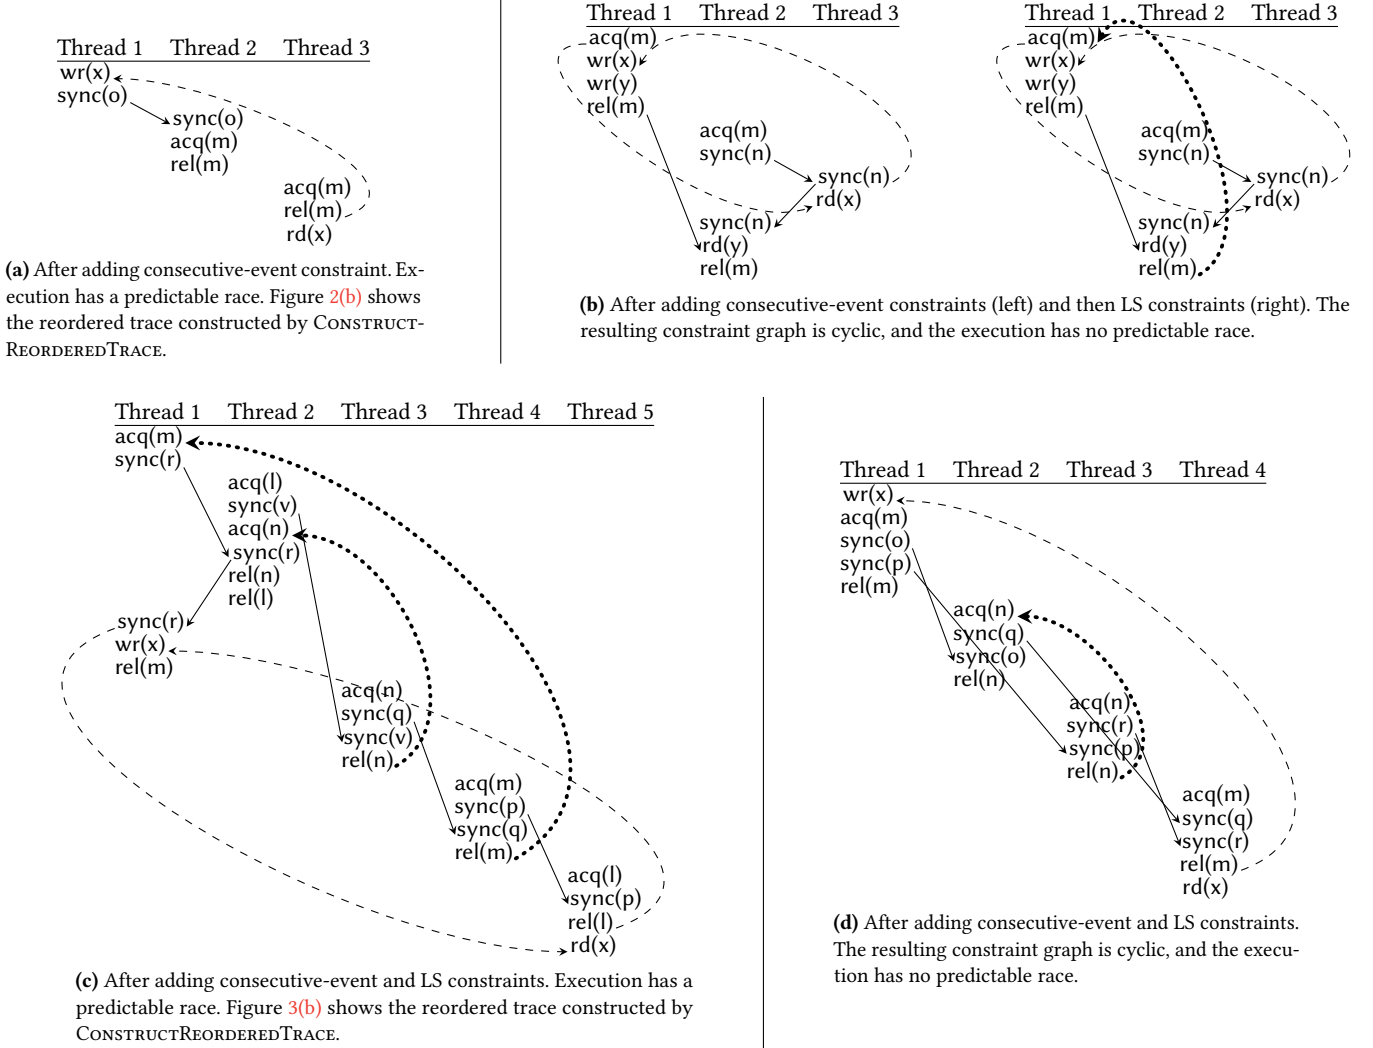 Thread 1 Thread 2 Thread 3
wr(x)
sync(o)
sync(o)
acq(m)
rel(m)
acq(m)
rel(m)
rd(x)
(a) After adding consecutive-event constraint. Ex-
ecution has a predictable race. Figure 2(b) shows
the reordered trace constructed by Construct-
ReorderedTrace.
Thread 1 Thread 2 Thread 3
acq(m)
wr(x)
wr(y)
rel(m)
acq(m)
sync(n)
sync(n)
rd(x)
sync(n)
rd(y)
rel(m)
Thread 1 Thread 2 Thread 3
acq(m)
wr(x)
wr(y)
rel(m)
acq(m)
sync(n)
sync(n)
rd(x)
sync(n)
rd(y)
rel(m)
(b) After adding consecutive-event constraints (left) and then LS constraints (right). The
resulting constraint graph is cyclic, and the execution has no predictable race.
Thread 1 Thread 2 Thread 3 Thread 4 Thread 5
acq(m)
sync(r)
acq(l)
sync(v)
acq(n)
sync(r)
rel(n)
rel(l)
sync(r)
wr(x)
rel(m)
acq(n)
sync(q)
sync(v)
rel(n)
acq(m)
sync(p)
sync(q)
rel(m)
acq(l)
sync(p)
rel(l)
rd(x)
(c) After adding consecutive-event and LS constraints. Execution has a
predictable race. Figure 3(b) shows the reordered trace constructed by
ConstructReorderedTrace.
Thread 1 Thread 2 Thread 3 Thread 4
wr(x)
acq(m)
sync(o)
sync(p)
rel(m)
acq(n)
sync(q)
sync(o)
rel(n)
acq(n)
sync(r)
sync(p)
rel(n)
acq(m)
sync(q)
sync(r)
rel(m)
rd(x)
(d) After adding consecutive-event and LS constraints.
The resulting constraint graph is cyclic, and the execu-
tion has no predictable race.